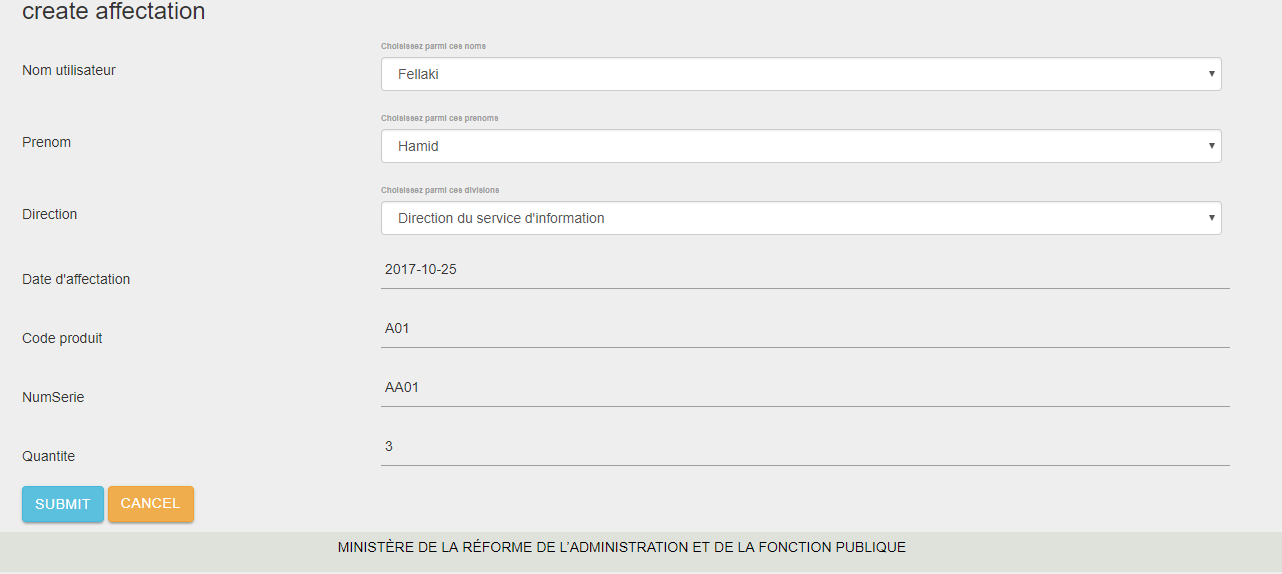 create affectation
Choisissez parmi ces noms
Nom utilisateur
Fellaki
Choisissez parmi ces prenoms
Prenom
Hamid
Choisissez parmi ces divisions
Direction
Direction du service d'information
Date d'affectation
2017-10-25
Code produit
A01
NumSerie
AA01
Quantite
3
SUBMIT CANCEL
MINISTÈRE DE LA RÉFORME DE L'ADMINISTRATION ET DE LA FONCTION PUBLIQUE